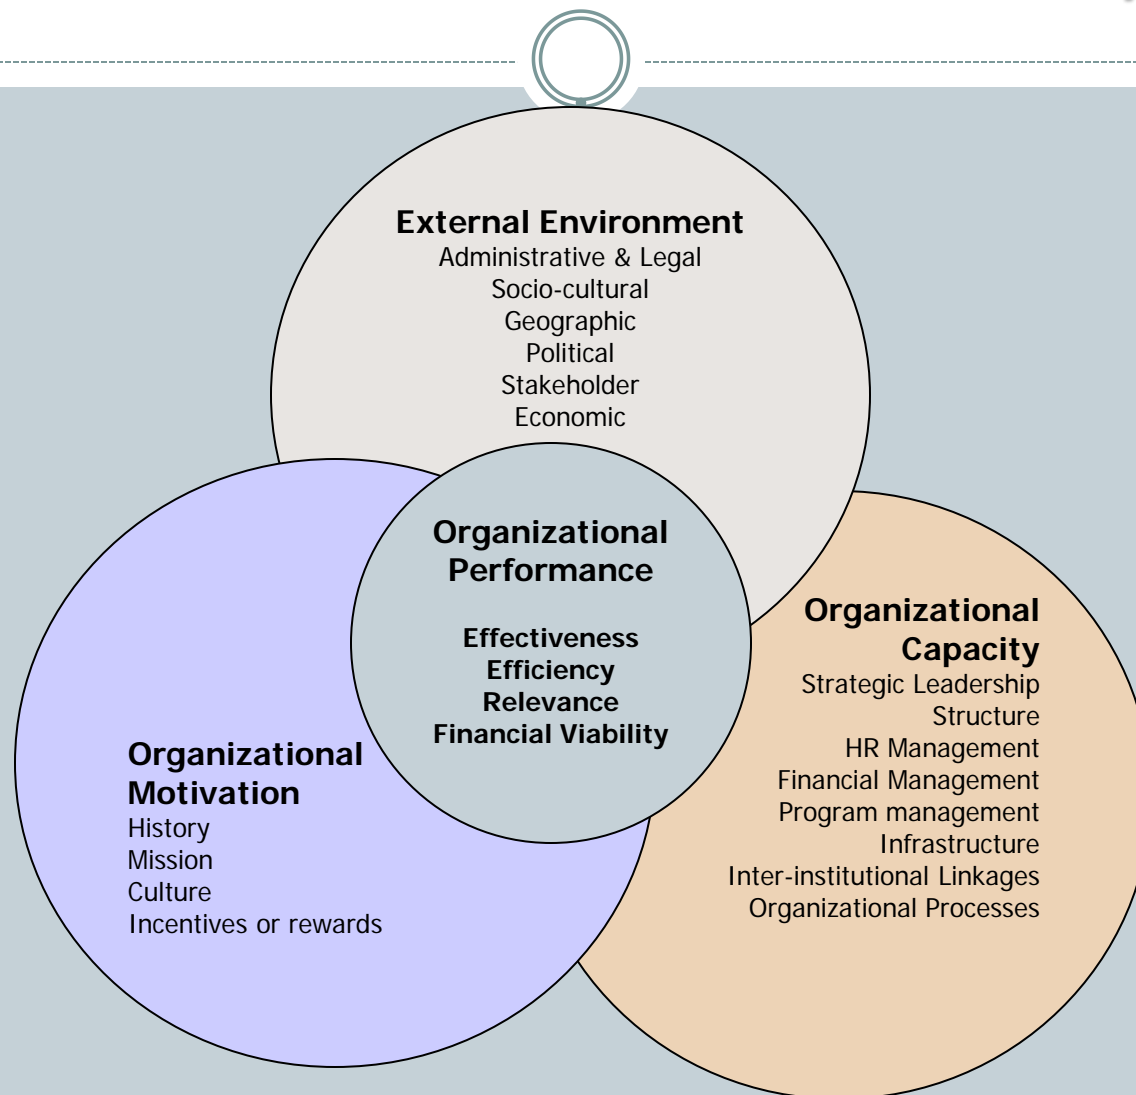 External Environment
Administrative & Legal
Socio-cultural
Geographic
Political
Stakeholder
Economic
Organizational
Performance
Effectiveness
Efficiency
Relevance
Financial Viability
Organizational
Motivation
History
Mission
Culture
Incentives or rewards
Organizational
Capacity
Strategic Leadership
Structure
HR Management
Financial Management
Program management
Infrastructure
Inter-institutional Linkages
Organizational Processes